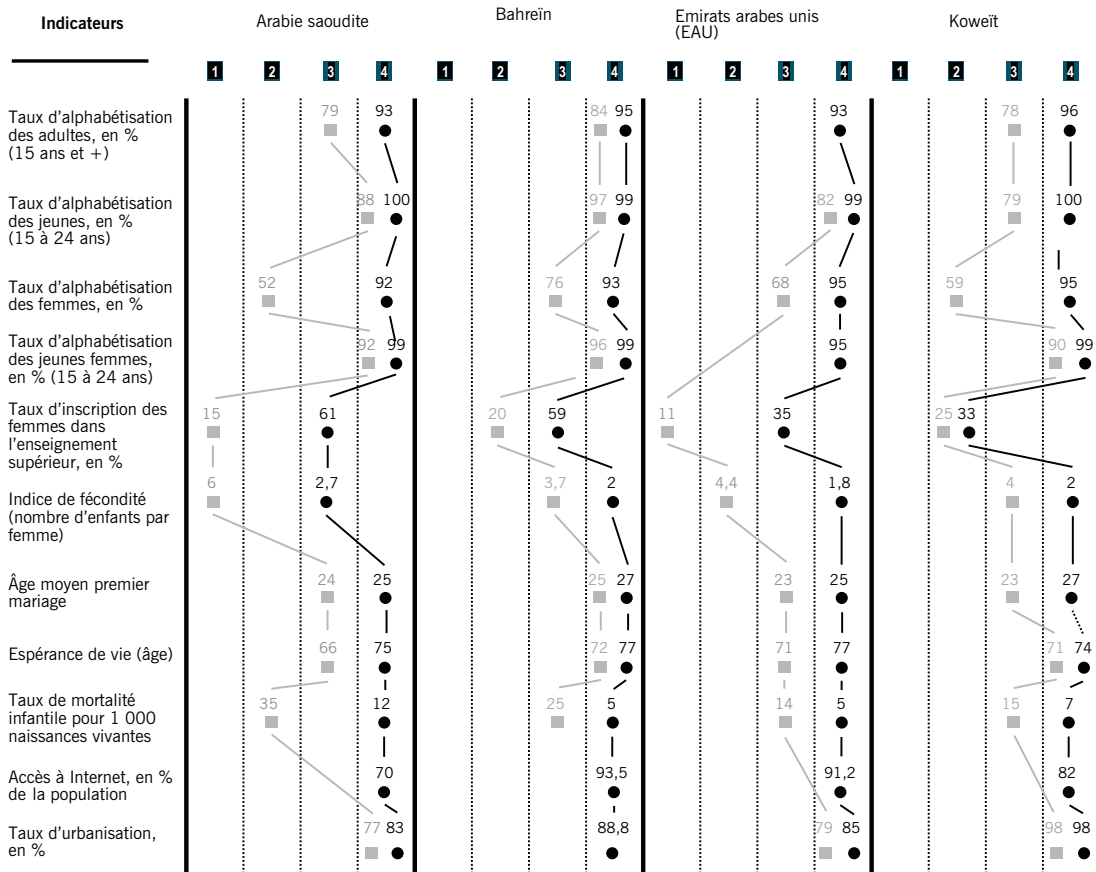 Indicateurs
Arabie saoudite
Bahreïn
Emirats arabes unis
(EAU)
Koweït
1 2 3 4 1 2 3 4 1 2 3 4 1 2 3 4
Taux d'alphabétisation
des adultes, en %
(15 ans et +)
79 93 84 95 93 78 96
Taux d'alphabétisation
des jeunes, en %
(15 à 24 ans)
88 100 97 99 82 99 79 100
Taux d'alphabétisation
des femmes, en %
52 92 76 93 68 95 59 95
Taux d'alphabétisation
des jeunes femmes,
en % (15 à 24 ans)
92 99 96 99 95 90 99
Taux d'inscription des
femmes dans
l'enseignement
supérieur, en %
15 61 20 59 11 35 25 33
Indice de fécondité
(nombre d'enfants par
femme)
6 2,7 3,7 2 4,4 1,8 4 2
Âge moyen premier
mariage
24 25 25 27 23 25 23 27
Espérance de vie (âge)
66 75 72 77 71 77 71 74
Taux de mortalité
infantile pour 1 000
naissances vivantes
35 12 25 5 14 5 15 7
Accès à Internet, en %
de la population
70 93,5 91,2 82
Taux d'urbanisation,
en %
77 83 88,8 79 85 98 98